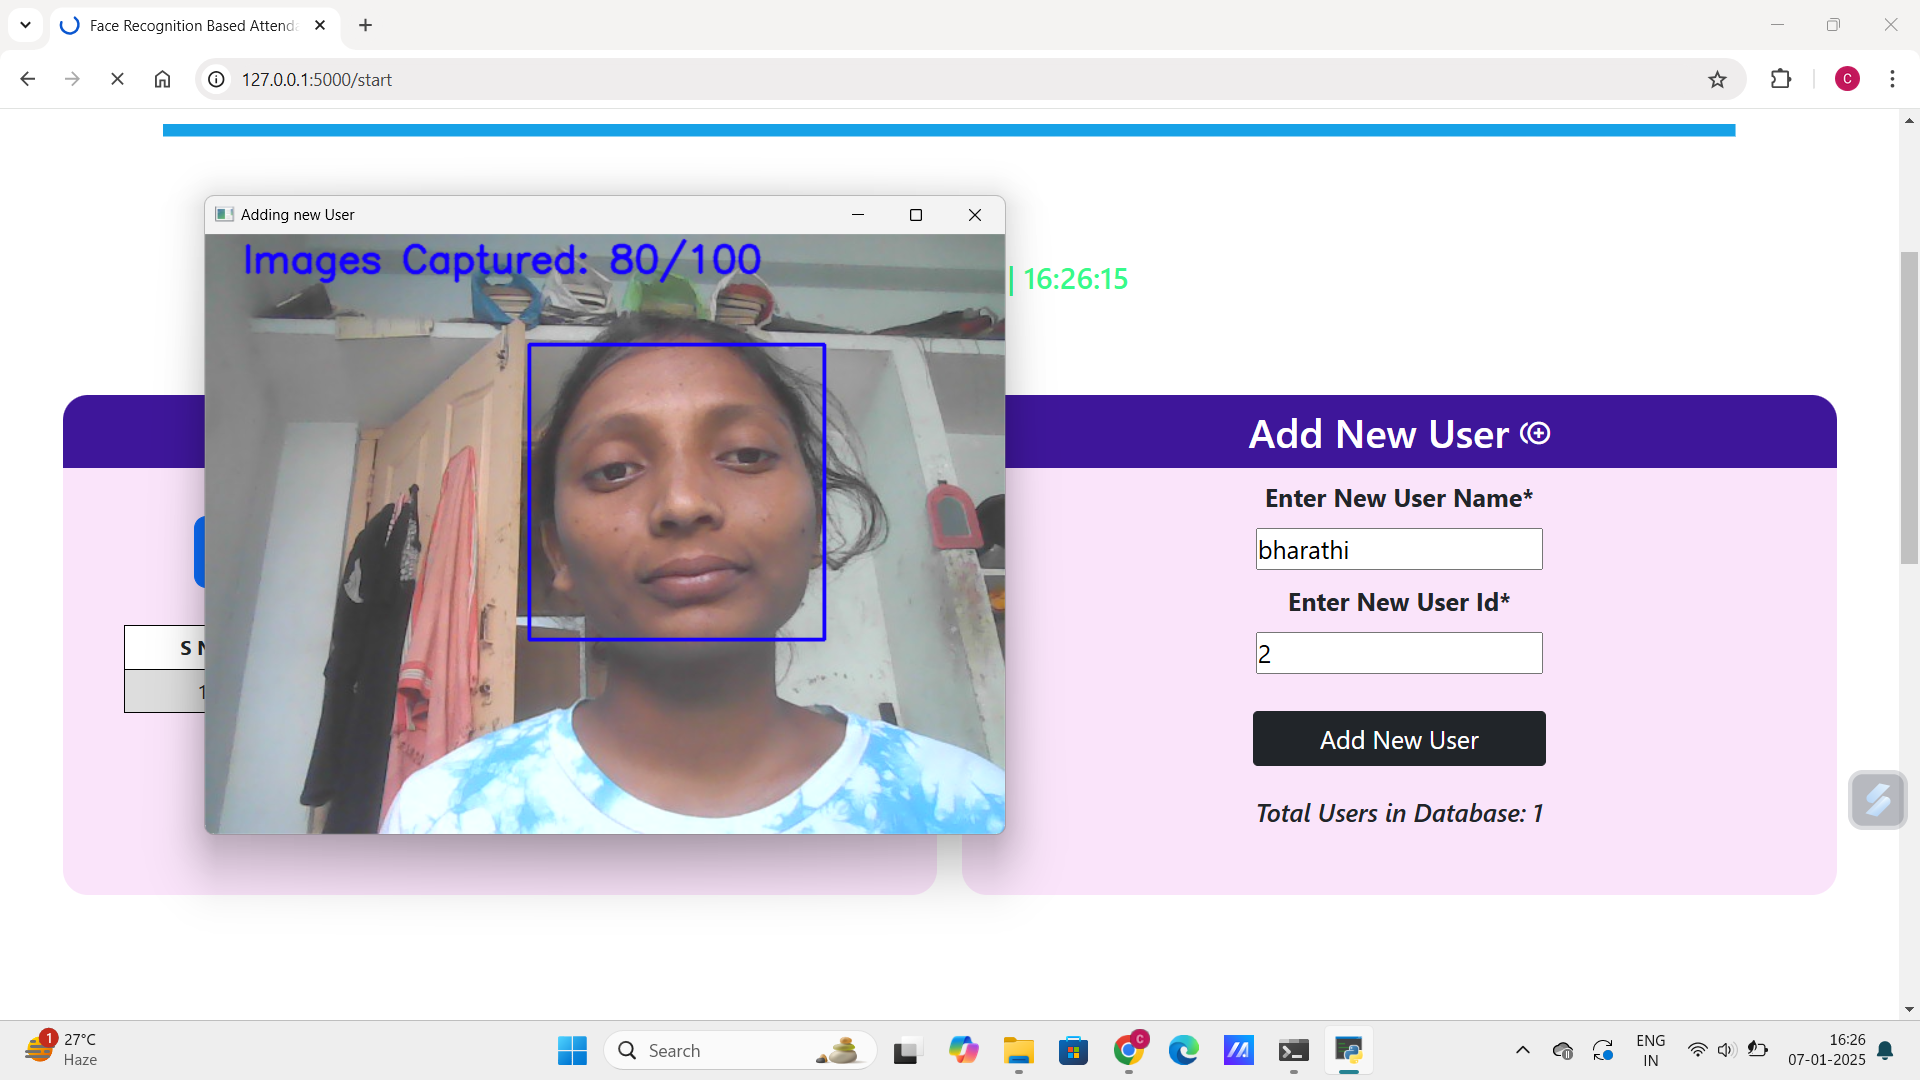 Face Recognition Based Attend
127.0.0.1:5000/start
C
Adding new User
Images Captured: 80/100
| 16:26:15
Add New User
Enter New User Name*
bharathi
Enter New User Id*
2
S N
1
Add New User
Total Users in Database: 1
1
27°C
Haze
Search
C
ENG
IN
16:26
07-01-2025